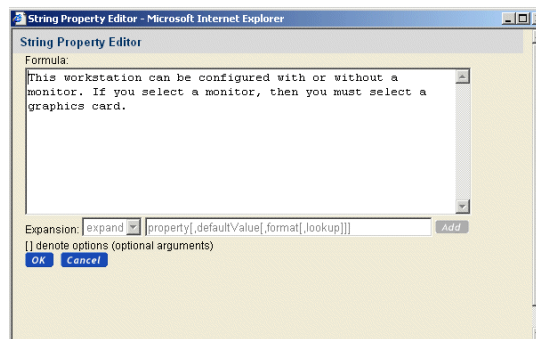 String Property Editor - Microsoft Internet Explorer
String Property Editor
Formula:
This workstation can be configured with or without a
monitor. If you select a monitor, then you must select a
graphics card.
Expansion: expand property[,defaultValue[,format[,lookup]]] Add
[] denote options (optional arguments)
OK Cancel